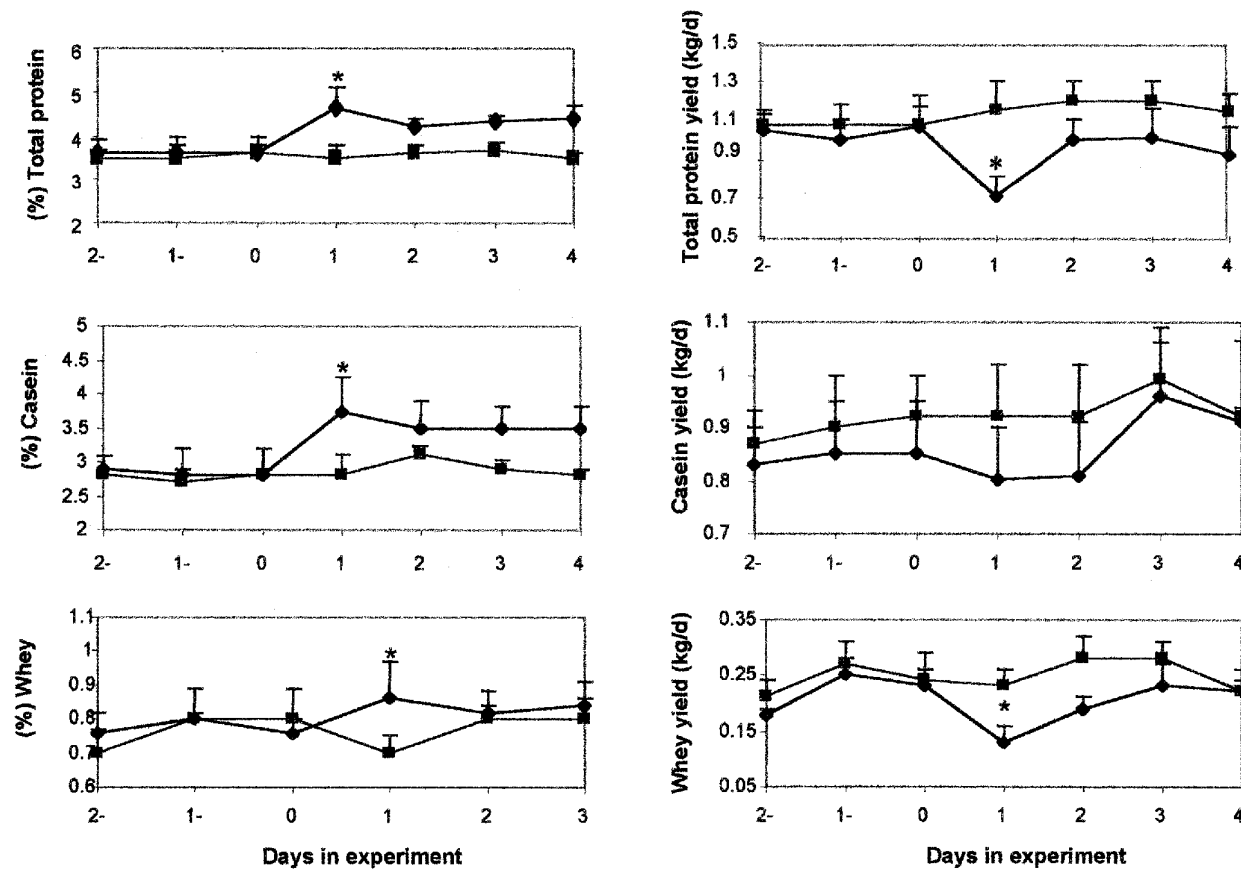 (%) Total protein
6
5
4
3
2
*
2- 1- 0 1 2 3 4
Total protein yield (kg/d)
1.5
1.3
1.1
0.9
0.7
0.5
*
2- 1- 0 1 2 3 4
(%) Casein
5
4.5
4
3.5
3
2.5
2
*
2- 1- 0 1 2 3 4
Casein yield (kg/d)
1.1
1
0.9
0.8
0.7
2- 1- 0 1 2 3 4
(%) Whey
1.1
1
0.9
0.8
0.7
0.6
*
2- 1- 0 1 2 3
Days in experiment
Whey yield (kg/d)
0.35
0.25
0.15
0.05
*
2- 1- 0 1 2 3 4
Days in experiment